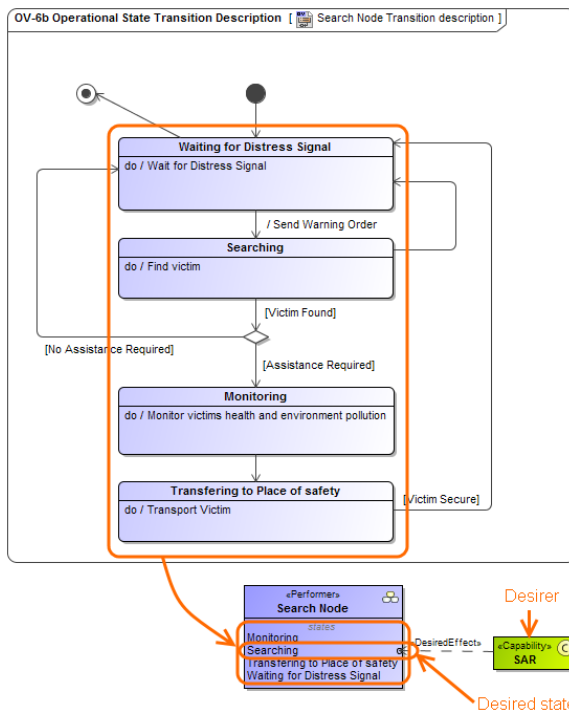 OV-6b Operational State Transition Description [ Search Node Transition description ]
Waiting for Distress Signal
do / Wait for Distress Signal
/ Send Warning Order
Searching
do / Find victim
[Victim Found]
[No Assistance Required]
[Assistance Required]
Monitoring
do / Monitor victims health and environment pollution
Transfering to Place of safety
do / Transport Victim
[Victim Secure]
«Performer»
Search Node
states
Monitoring
Searching
Transfering to Place of safety
Waiting for Distress Signal
DesiredEffect»
Desirer
«Capability»
SAR
Desired state